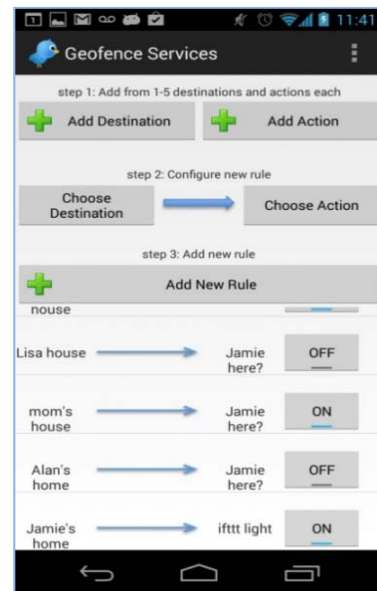 11:41
Geofence Services
step 1: Add from 1-5 destinations and actions each
Add Destination
Add Action
step 2: Configure new rule
Choose
Destination
Choose Action
step 3: Add new rule
Add New Rule
house
Lisa house
Jamie
here?
OFF
mom's
house
Jamie
here?
ON
Alan's
home
Jamie
here?
OFF
Jamie's
home
ifttt light
ON